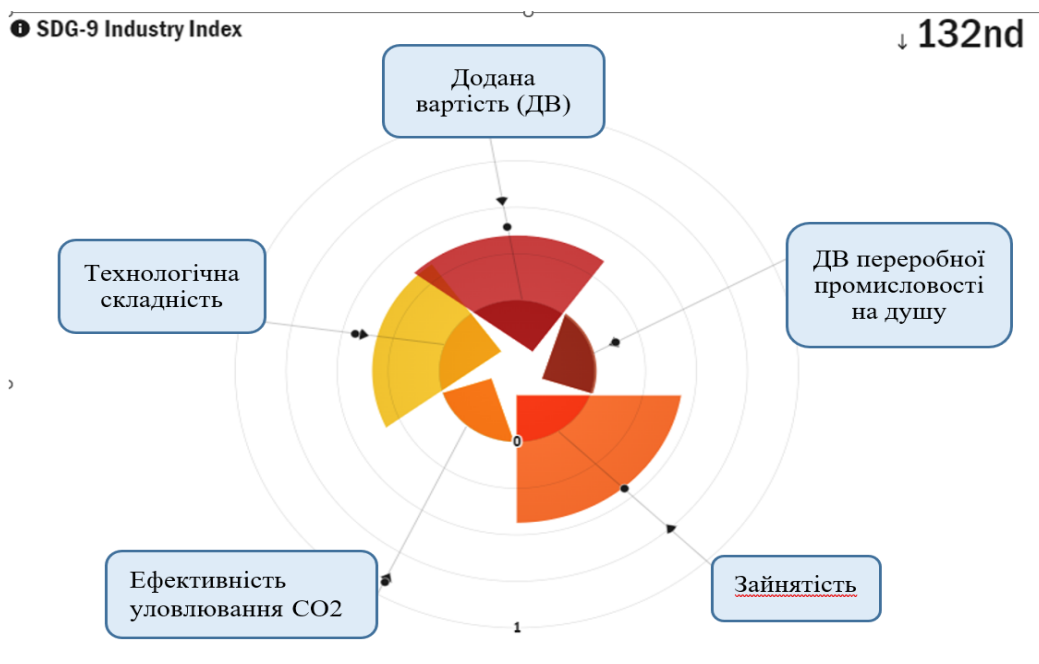 SDG-9 Industry Index
↓ 132nd
Додана
вартість (ДВ)
Технологічна
складність
ДВ переробної
промисловості
на душу
0
Ефективність
уловлювання СО2
Зайнятість
1